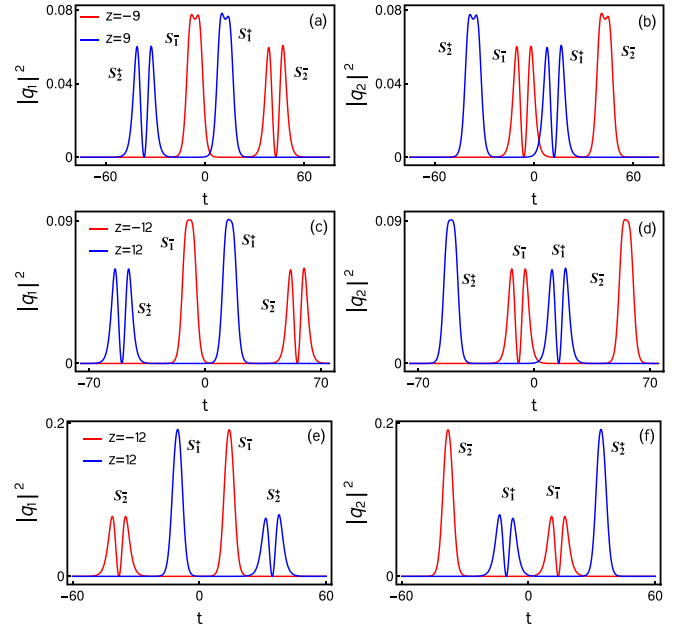 0.08
z=−9
(a)
z=9
S₁⁻
S₁⁺
S₂⁺
S₂⁻
0.04
|q₁|²
0
−60
0
60
t
0.08
(b)
S₂⁺
S₁⁻
S₁⁺
S₂⁻
0.04
|q₂|²
0
−60
0
60
t
0.09
z=−12
(c)
z=12
S₁⁻
S₁⁺
S₂⁺
S₂⁻
|q₁|²
0
−70
0
70
t
0.09
(d)
S₂⁺
S₁⁻
S₁⁺
S₂⁻
|q₂|²
0
−70
0
70
t
0.2
z=−12
(e)
z=12
S₁⁺
S₁⁻
S₂⁻
S₂⁺
|q₁|²
0
−60
0
60
t
0.2
(f)
S₂⁻
S₁⁺
S₁⁻
S₂⁺
|q₂|²
0
−60
0
60
t